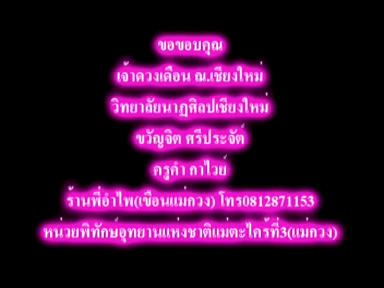 ขอขอบคุณ
เจ้าดวงเดือน ณ.เชียงใหม่
วิทยาลัยนาฏศิลปเชียงใหม่
ขวัญจิต ศรีประจัต์
ครูคำ กาไวย์
ร้านพี่อำไพ(เขื่อนแม่กวง) โทร0812871153
หน่วยพิทักษ์อุทยานแห่งชาติแม่ตะไคร้ที่3(แม่กวง)